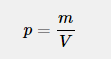 p = m/V